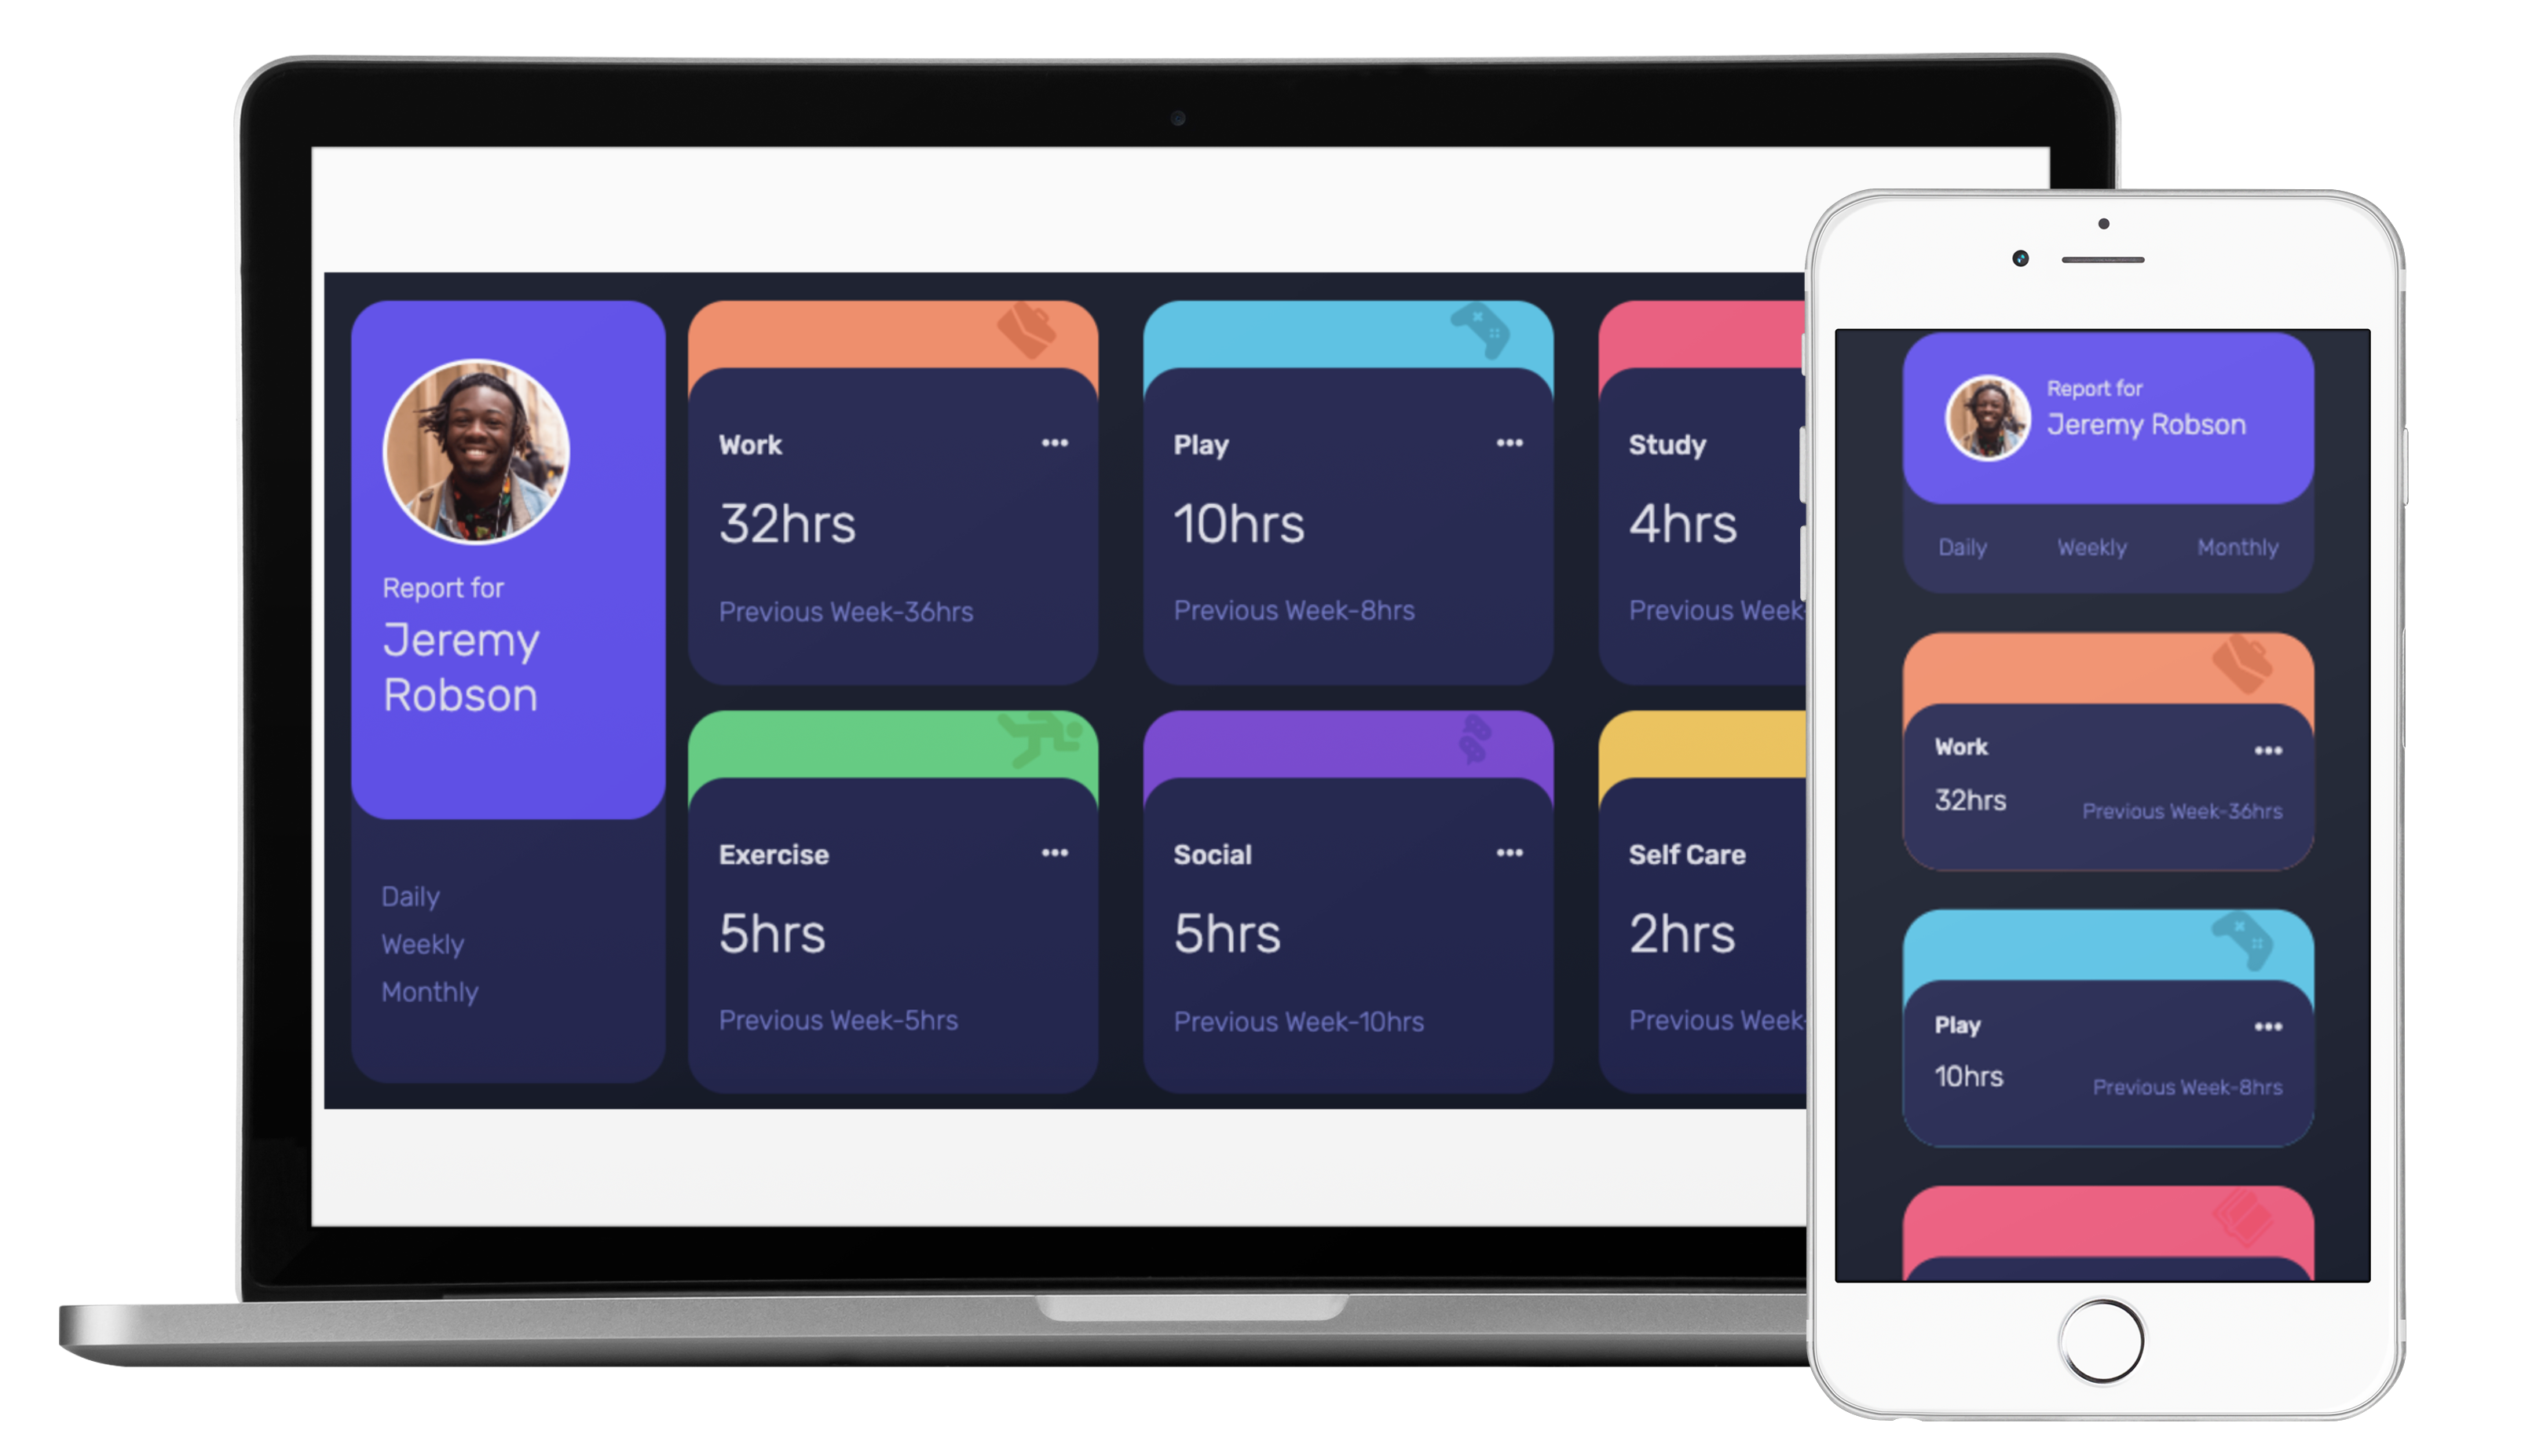 Report for
Jeremy
Robson
Daily
Weekly
Monthly
Work
32hrs
Previous Week-36hrs
Play
10hrs
Previous Week-8hrs
Study
4hrs
Previous Week-
Exercise
5hrs
Previous Week-5hrs
Social
5hrs
Previous Week-10hrs
Self Care
2hrs
Previous Week-
Report for
Jeremy Robson
Daily Weekly Monthly
Work
32hrs Previous Week-36hrs
Play
10hrs Previous Week-8hrs